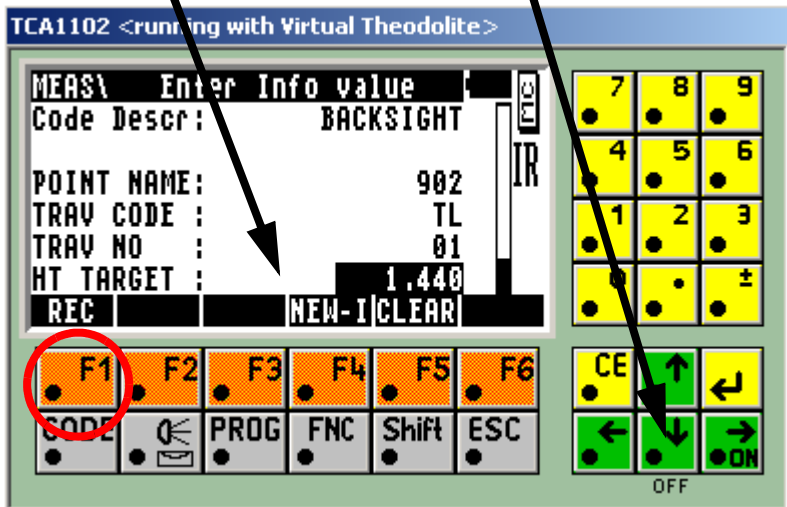 TCA1102 <running with Virtual Theodolite>
MEAS\ Enter Info value
MC
Code Descr: BACKSIGHT
IR
POINT NAME: 902
TRAV CODE : TL
TRAV NO : 01
HT TARGET : 1.440
REC NEW-I CLEAR
7 8 9
4 5 6
1 2 3
0 . ±
F1 F2 F3 F4 F5 F6
CODE PROG FNC Shift ESC
CE ↑ ↵
← ↓ → ON
OFF